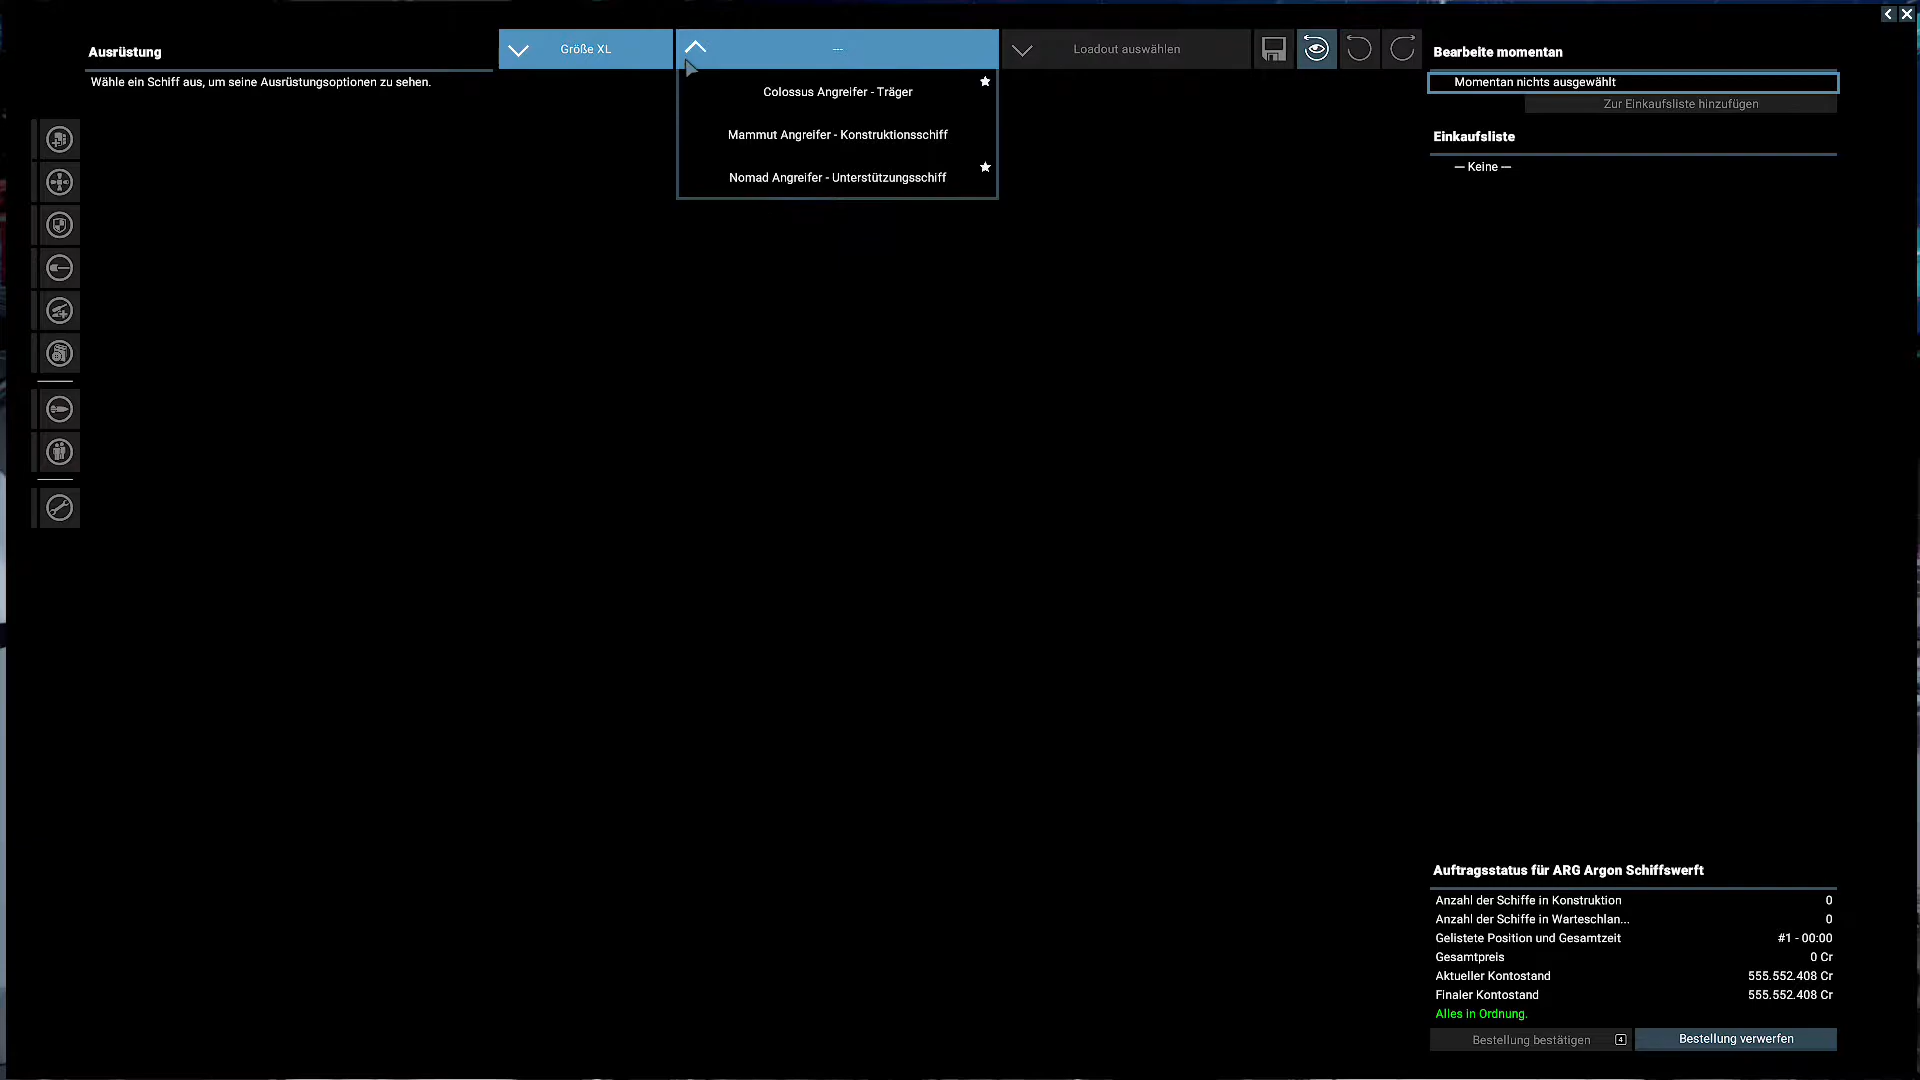 Ausrüstung
Wähle ein Schiff aus, um seine Ausrüstungsoptionen zu sehen.
Größe XL
---
Loadout auswählen
Colossus Angreifer - Träger
Mammut Angreifer - Konstruktionsschiff
Nomad Angreifer - Unterstützungsschiff
Bearbeite momentan
Momentan nichts ausgewählt
Zur Einkaufsliste hinzufügen
Einkaufsliste
— Keine —
Auftragsstatus für ARG Argon Schiffswerft
Anzahl der Schiffe in Konstruktion 0
Anzahl der Schiffe in Warteschlan... 0
Gelistete Position und Gesamtzeit #1 - 00:00
Gesamtpreis 0 Cr
Aktueller Kontostand 555.552.408 Cr
Finaler Kontostand 555.552.408 Cr
Alles in Ordnung.
Bestellung bestätigen 4 Bestellung verwerfen